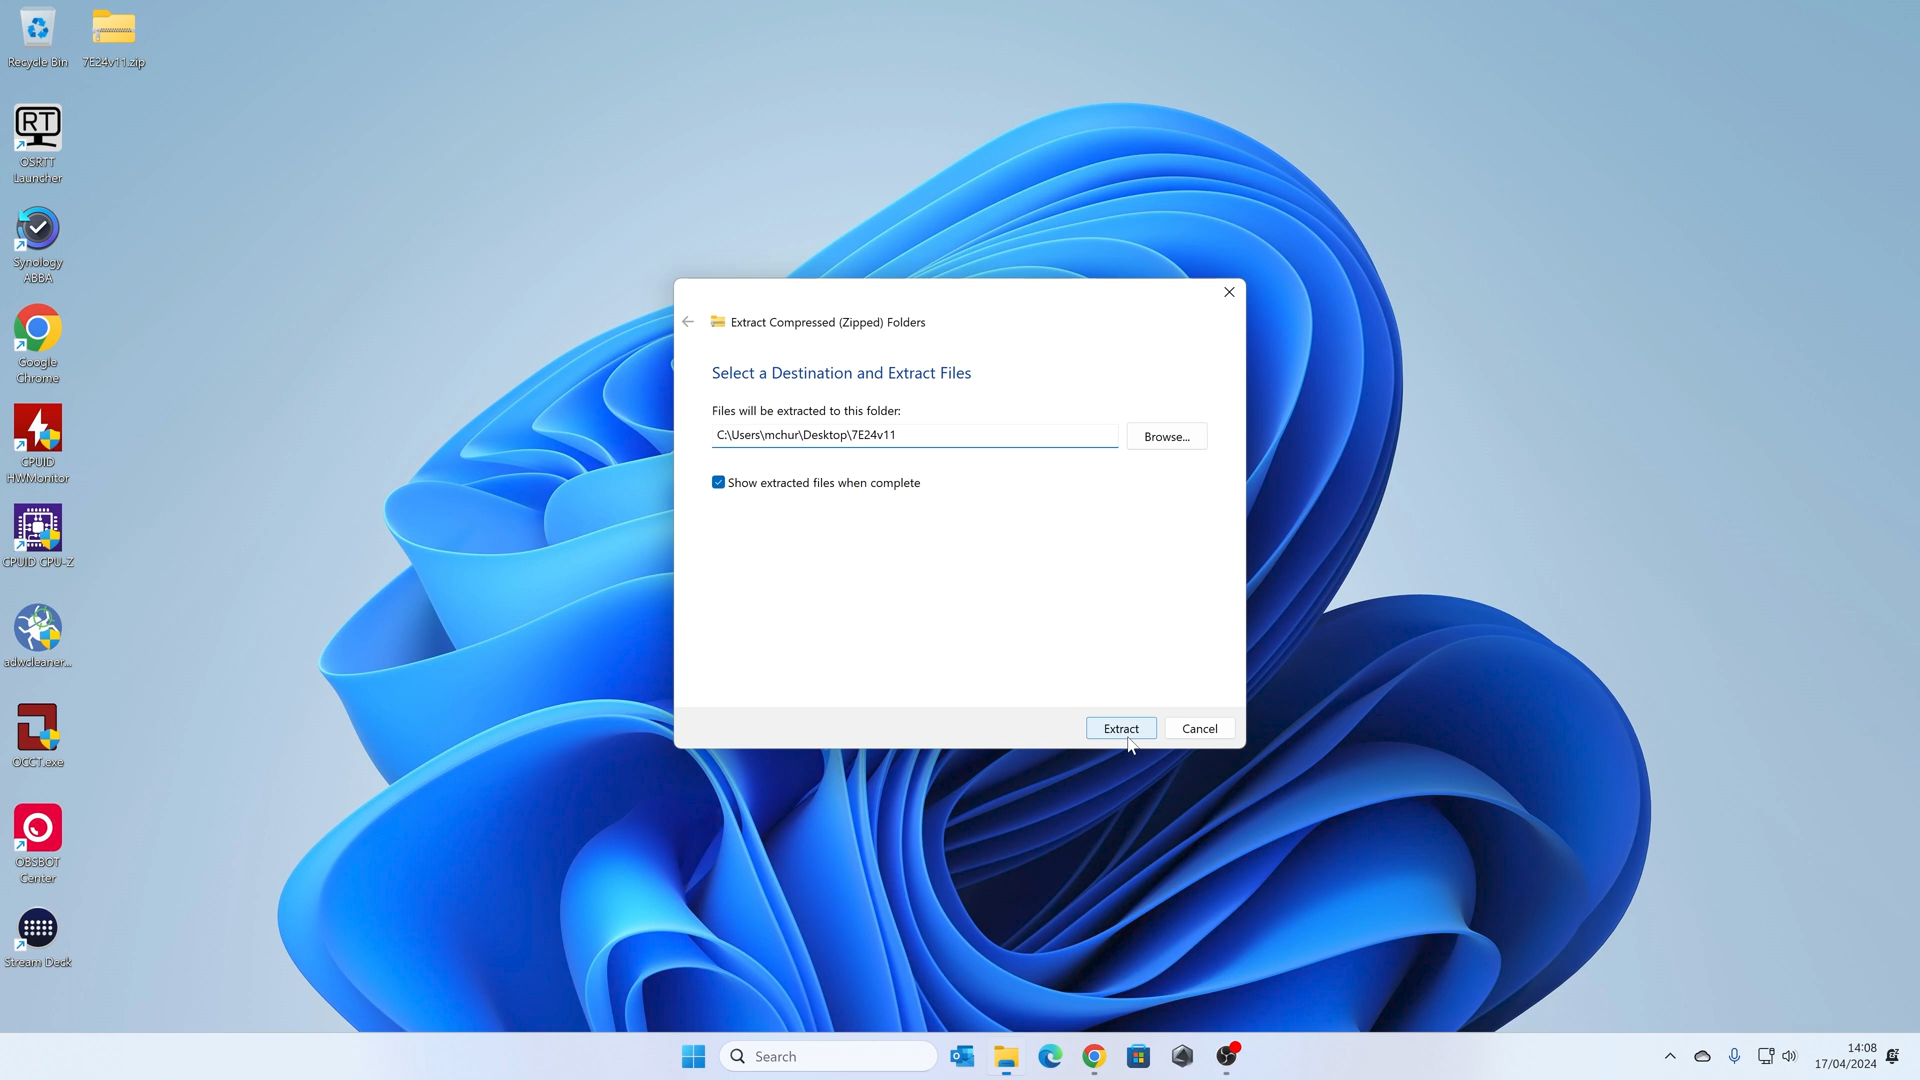 Recycle Bin
7E24v11.zip
RT
OSRTT
Launcher
Synology
ABBA
Google
Chrome
CPUID
HWMonitor
CPUID CPU-Z
adwcleaner...
OCCT.exe
OBSBOT
Center
Stream Deck
Extract Compressed (Zipped) Folders
Select a Destination and Extract Files
Files will be extracted to this folder:
C:\Users\mchur\Desktop\7E24v11
Browse...
Show extracted files when complete
Extract
Cancel
Search
14:08
17/04/2024